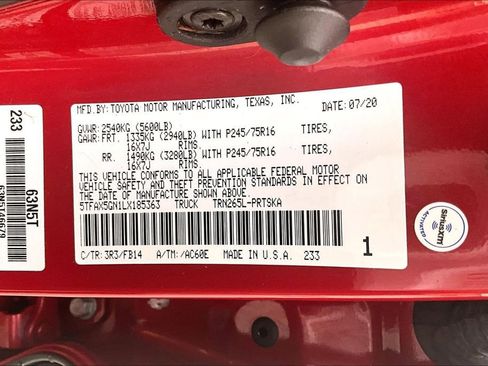 MFD.BY: TOYOTA MOTOR MANUFACTURING, TEXAS, INC.
DATE: 07/20
GVWR: 2540KG (5600LB)
GAWR: FRT. 1335KG (2940LB) WITH P245/75R16 TIRES,
16X7J RIMS.
RR. 1490KG (3280LB) WITH P245/75R16 TIRES,
16X7J RIMS.
THIS VEHICLE CONFORMS TO ALL APPLICABLE FEDERAL MOTOR
VEHICLE SAFETY AND THEFT PREVENTION STANDARDS IN EFFECT ON
THE DATE OF MANUFACTURE SHOWN ABOVE.
5TFAX5GN1LX185363 TRUCK TRN265L-PRTSKA
C/TR: 3R3/FB14 A/TM: /AC60E MADE IN U.S.A. 233
1
233
63N5T
SiriusXM
ACTIVATED